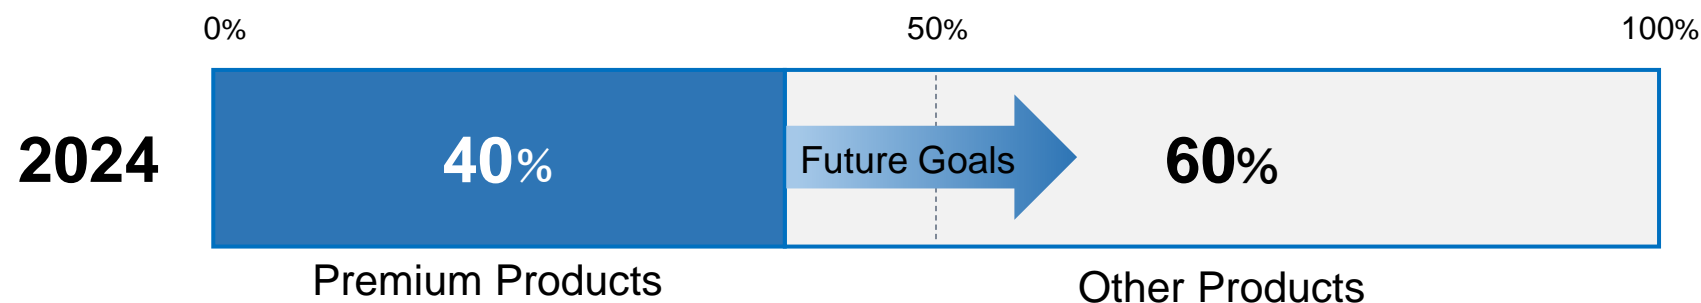 0% 50% 100%
2024 40% Future Goals 60%
Premium Products Other Products